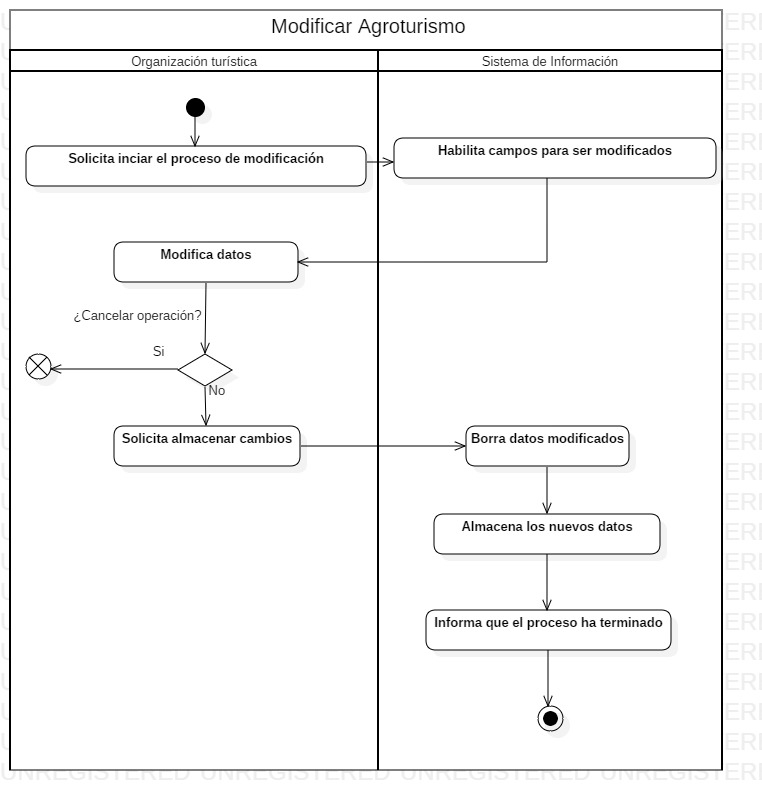 Modificar Agroturismo
Organización turística
Sistema de Información
Solicita inciar el proceso de modificación
Habilita campos para ser modificados
Modifica datos
¿Cancelar operación?
Si
No
Solicita almacenar cambios
Borra datos modificados
Almacena los nuevos datos
Informa que el proceso ha terminado
UNREGISTERED UNREGISTERED UNREGISTERED UNREGI